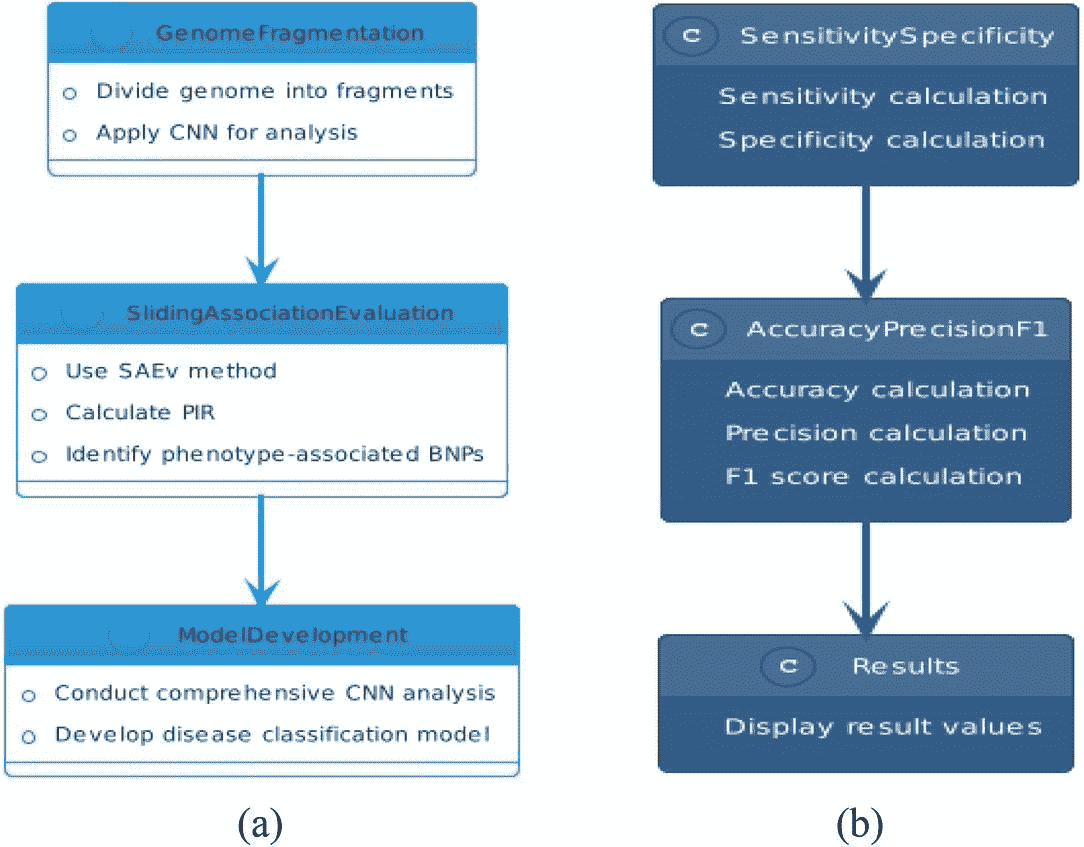 GenomeFragmentation
Divide genome into fragments
Apply CNN for analysis
SlidingAssociationEvaluation
Use SAEv method
Calculate PIR
Identify phenotype-associated BNPs
ModelDevelopment
Conduct comprehensive CNN analysis
Develop disease classification model
(a)
C SensitivitySpecificity
Sensitivity calculation
Specificity calculation
C AccuracyPrecisionF1
Accuracy calculation
Precision calculation
F1 score calculation
C Results
Display result values
(b)